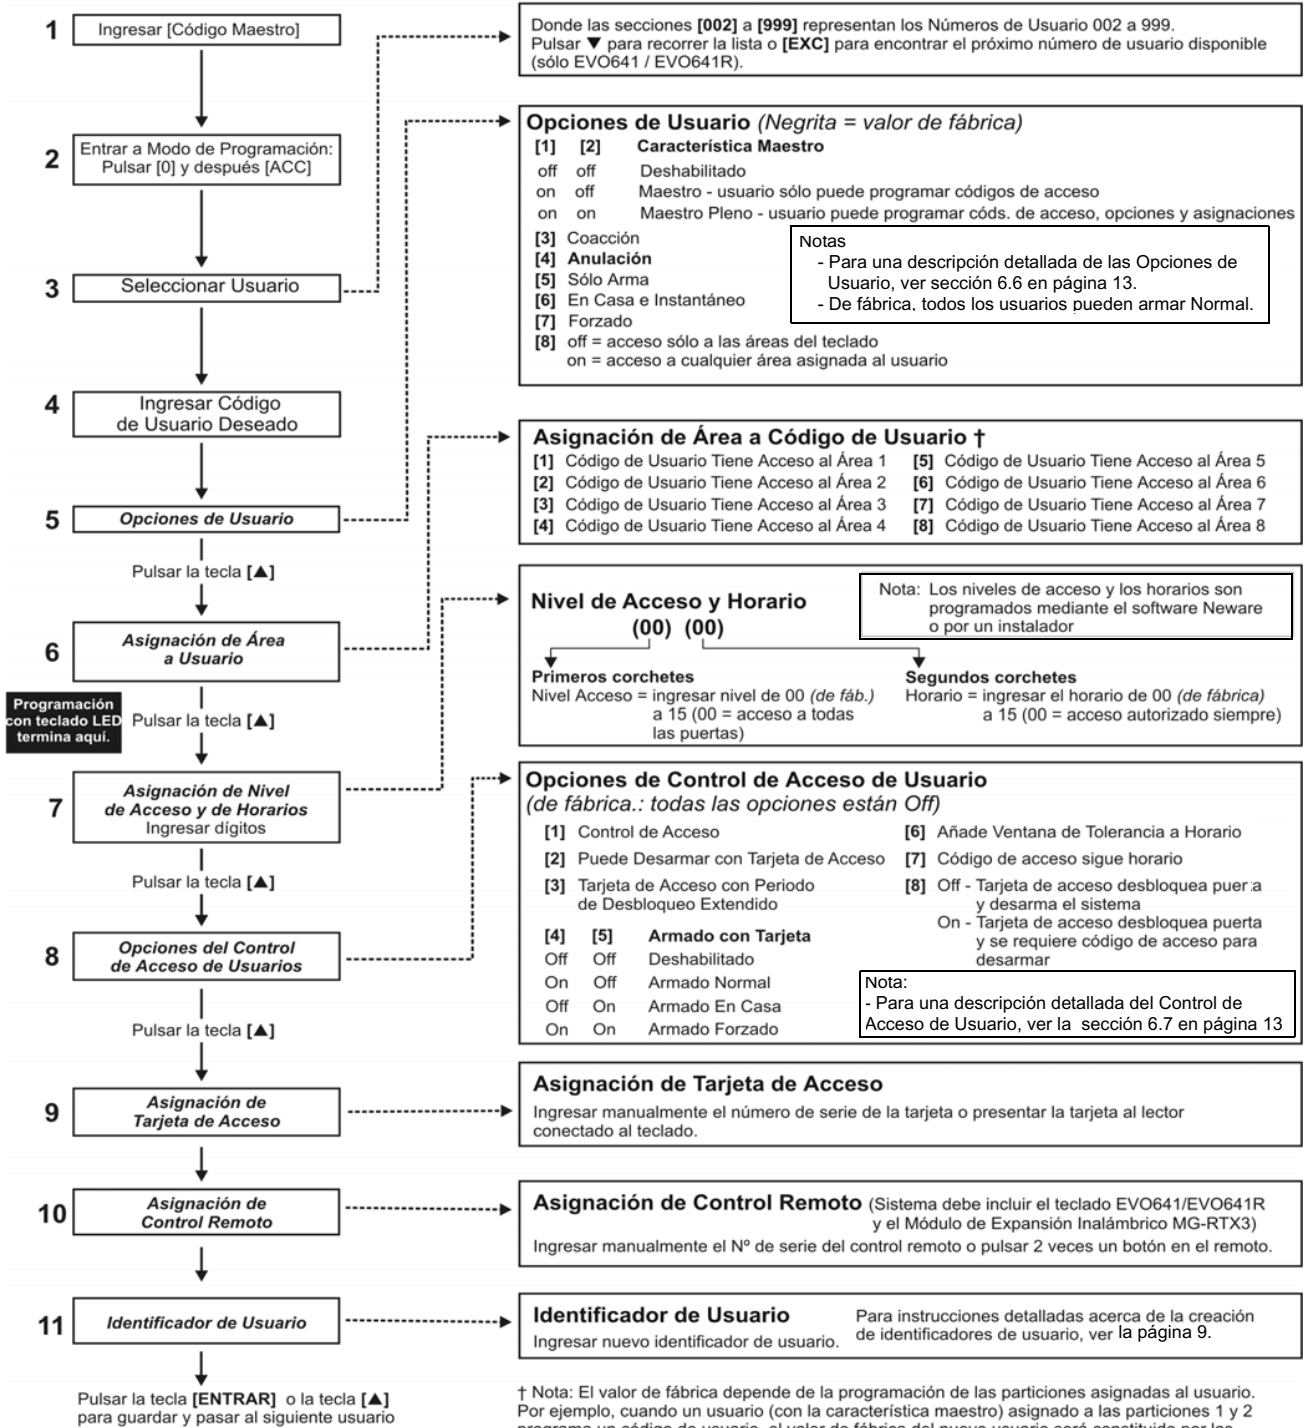 1
Ingresar [Código Maestro]
2
Entrar a Modo de Programación:
Pulsar [0] y después [ACC]
3
Seleccionar Usuario
4
Ingresar Código
de Usuario Deseado
5
Opciones de Usuario
Pulsar la tecla [▲]
6
Asignación de Área
a Usuario
Programación
con teclado LED
termina aquí.
Pulsar la tecla [▲]
7
Asignación de Nivel
de Acceso y de Horarios
Ingresar dígitos
Pulsar la tecla [▲]
8
Opciones del Control
de Acceso de Usuarios
Pulsar la tecla [▲]
9
Asignación de
Tarjeta de Acceso
10
Asignación de
Control Remoto
11
Identificador de Usuario
Pulsar la tecla [ENTRAR] o la tecla [▲]
para guardar y pasar al siguiente usuario
Donde las secciones [002] a [999] representan los Números de Usuario 002 a 999.
Pulsar ▼ para recorrer la lista o [EXC] para encontrar el próximo número de usuario disponible
(sólo EVO641 / EVO641R).
Opciones de Usuario (Negrita = valor de fábrica)
[1] [2] Característica Maestro
off off Deshabilitado
on off Maestro - usuario sólo puede programar códigos de acceso
on on Maestro Pleno - usuario puede programar códs. de acceso, opciones y asignaciones
[3] Coacción
[4] Anulación
[5] Sólo Arma
[6] En Casa e Instantáneo
[7] Forzado
[8] off = acceso sólo a las áreas del teclado
on = acceso a cualquier área asignada al usuario
Notas
- Para una descripción detallada de las Opciones de
Usuario, ver sección 6.6 en página 13.
- De fábrica, todos los usuarios pueden armar Normal.
Asignación de Área a Código de Usuario †
[1] Código de Usuario Tiene Acceso al Área 1 [5] Código de Usuario Tiene Acceso al Área 5
[2] Código de Usuario Tiene Acceso al Área 2 [6] Código de Usuario Tiene Acceso al Área 6
[3] Código de Usuario Tiene Acceso al Área 3 [7] Código de Usuario Tiene Acceso al Área 7
[4] Código de Usuario Tiene Acceso al Área 4 [8] Código de Usuario Tiene Acceso al Área 8
Nivel de Acceso y Horario
(00) (00)
Nota: Los niveles de acceso y los horarios son
programados mediante el software Neware
o por un instalador
Primeros corchetes
Nivel Acceso = ingresar nivel de 00 (de fáb.)
a 15 (00 = acceso a todas
las puertas)
Segundos corchetes
Horario = ingresar el horario de 00 (de fábrica)
a 15 (00 = acceso autorizado siempre)
Opciones de Control de Acceso de Usuario
(de fábrica.: todas las opciones están Off)
[1] Control de Acceso
[2] Puede Desarmar con Tarjeta de Acceso
[3] Tarjeta de Acceso con Periodo
de Desbloqueo Extendido
[4] [5] Armado con Tarjeta
Off Off Deshabilitado
On Off Armado Normal
Off On Armado En Casa
On On Armado Forzado
[6] Añade Ventana de Tolerancia a Horario
[7] Código de acceso sigue horario
[8] Off - Tarjeta de acceso desbloquea puerta
y desarma el sistema
On - Tarjeta de acceso desbloquea puerta
y se requiere código de acceso para
desarmar
Nota:
- Para una descripción detallada del Control de
Acceso de Usuario, ver la sección 6.7 en página 13
Asignación de Tarjeta de Acceso
Ingresar manualmente el número de serie de la tarjeta o presentar la tarjeta al lector
conectado al teclado.
Asignación de Control Remoto (Sistema debe incluir el teclado EVO641/EVO641R
y el Módulo de Expansión Inalámbrico MG-RTX3)
Ingresar manualmente el Nº de serie del control remoto o pulsar 2 veces un botón en el remoto.
Identificador de Usuario
Ingresar nuevo identificador de usuario.
Para instrucciones detalladas acerca de la creación
de identificadores de usuario, ver la página 9.
† Nota: El valor de fábrica depende de la programación de las particiones asignadas al usuario.
Por ejemplo, cuando un usuario (con la característica maestro) asignado a las particiones 1 y 2